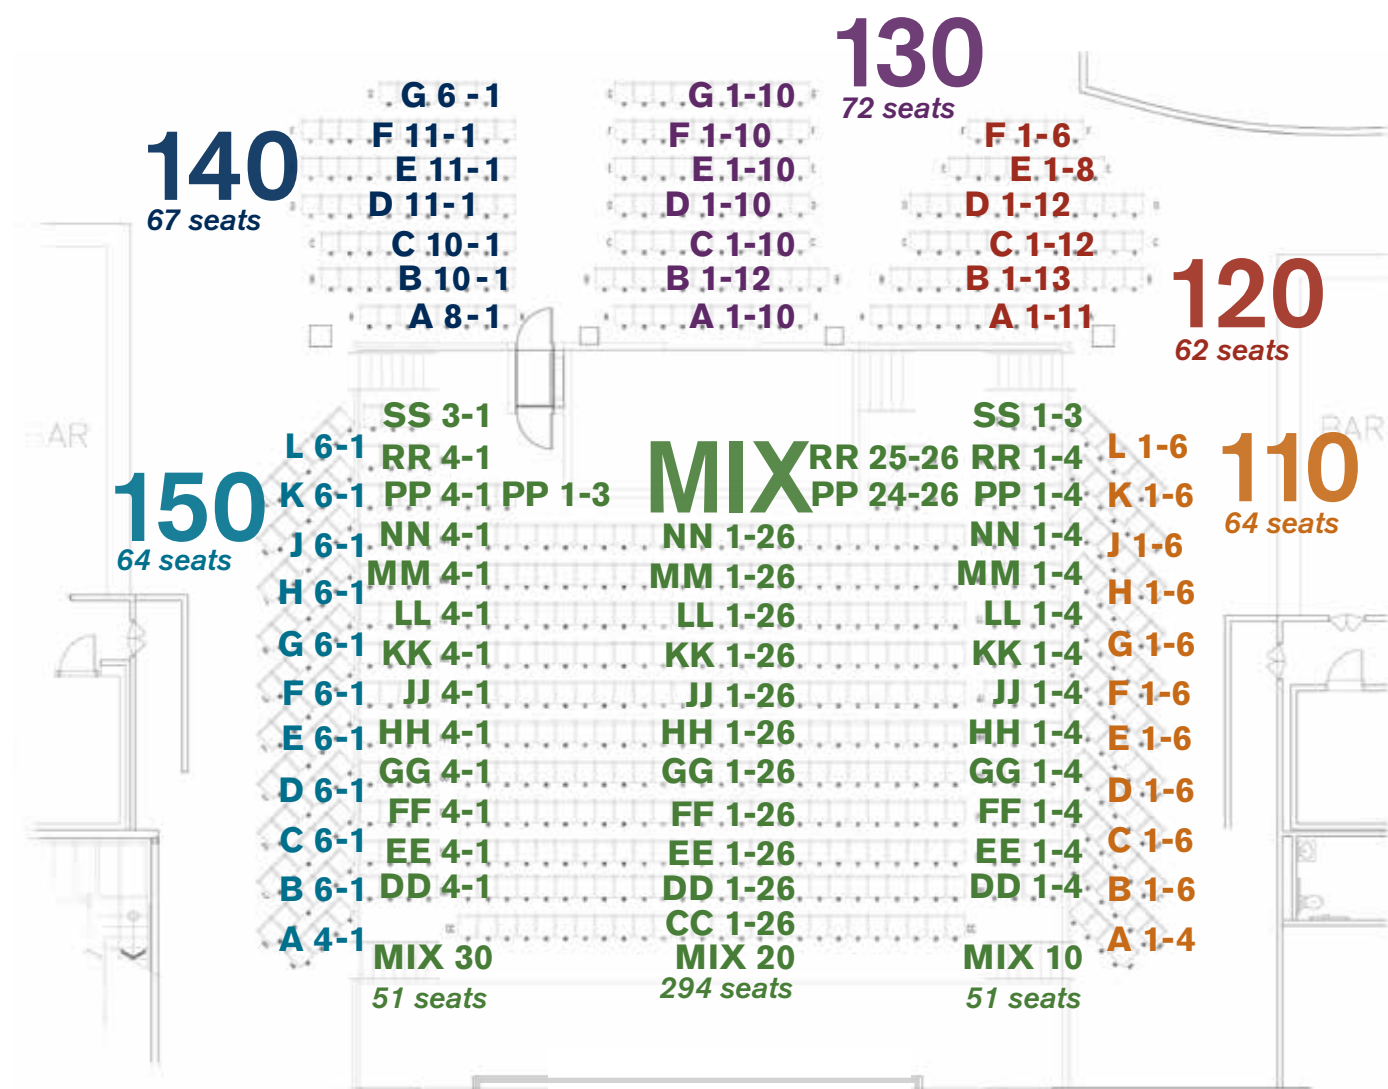 130
72 seats
G 6 -1
G 1-10
140
67 seats
F 11-1
F 1-10
F 1-6
E 11-1
E 1-10
E 1-8
D 11-1
D 1-10
D 1-12
C 10-1
C 1-10
C 1-12
B 10-1
B 1-12
B 1-13
A 8-1
A 1-10
A 1-11
120
62 seats
SS 3-1
SS 1-3
BAR
L 6-1
RR 4-1
MIX
RR 25-26
RR 1-4
L 1-6
110
64 seats
150
64 seats
K 6-1
PP 4-1
PP 1-3
PP 24-26
PP 1-4
K 1-6
J 6-1
NN 4-1
NN 1-26
NN 1-4
J 1-6
H 6-1
MM 4-1
MM 1-26
MM 1-4
H 1-6
LL 4-1
LL 1-26
LL 1-4
G 6-1
KK 4-1
KK 1-26
KK 1-4
G 1-6
F 6-1
JJ 4-1
JJ 1-26
JJ 1-4
F 1-6
E 6-1
HH 4-1
HH 1-26
HH 1-4
E 1-6
D 6-1
GG 4-1
GG 1-26
GG 1-4
D 1-6
FF 4-1
FF 1-26
FF 1-4
C 6-1
EE 4-1
EE 1-26
EE 1-4
C 1-6
B 6-1
DD 4-1
DD 1-26
DD 1-4
B 1-6
A 4-1
CC 1-26
A 1-4
MIX 30
51 seats
MIX 20
294 seats
MIX 10
51 seats